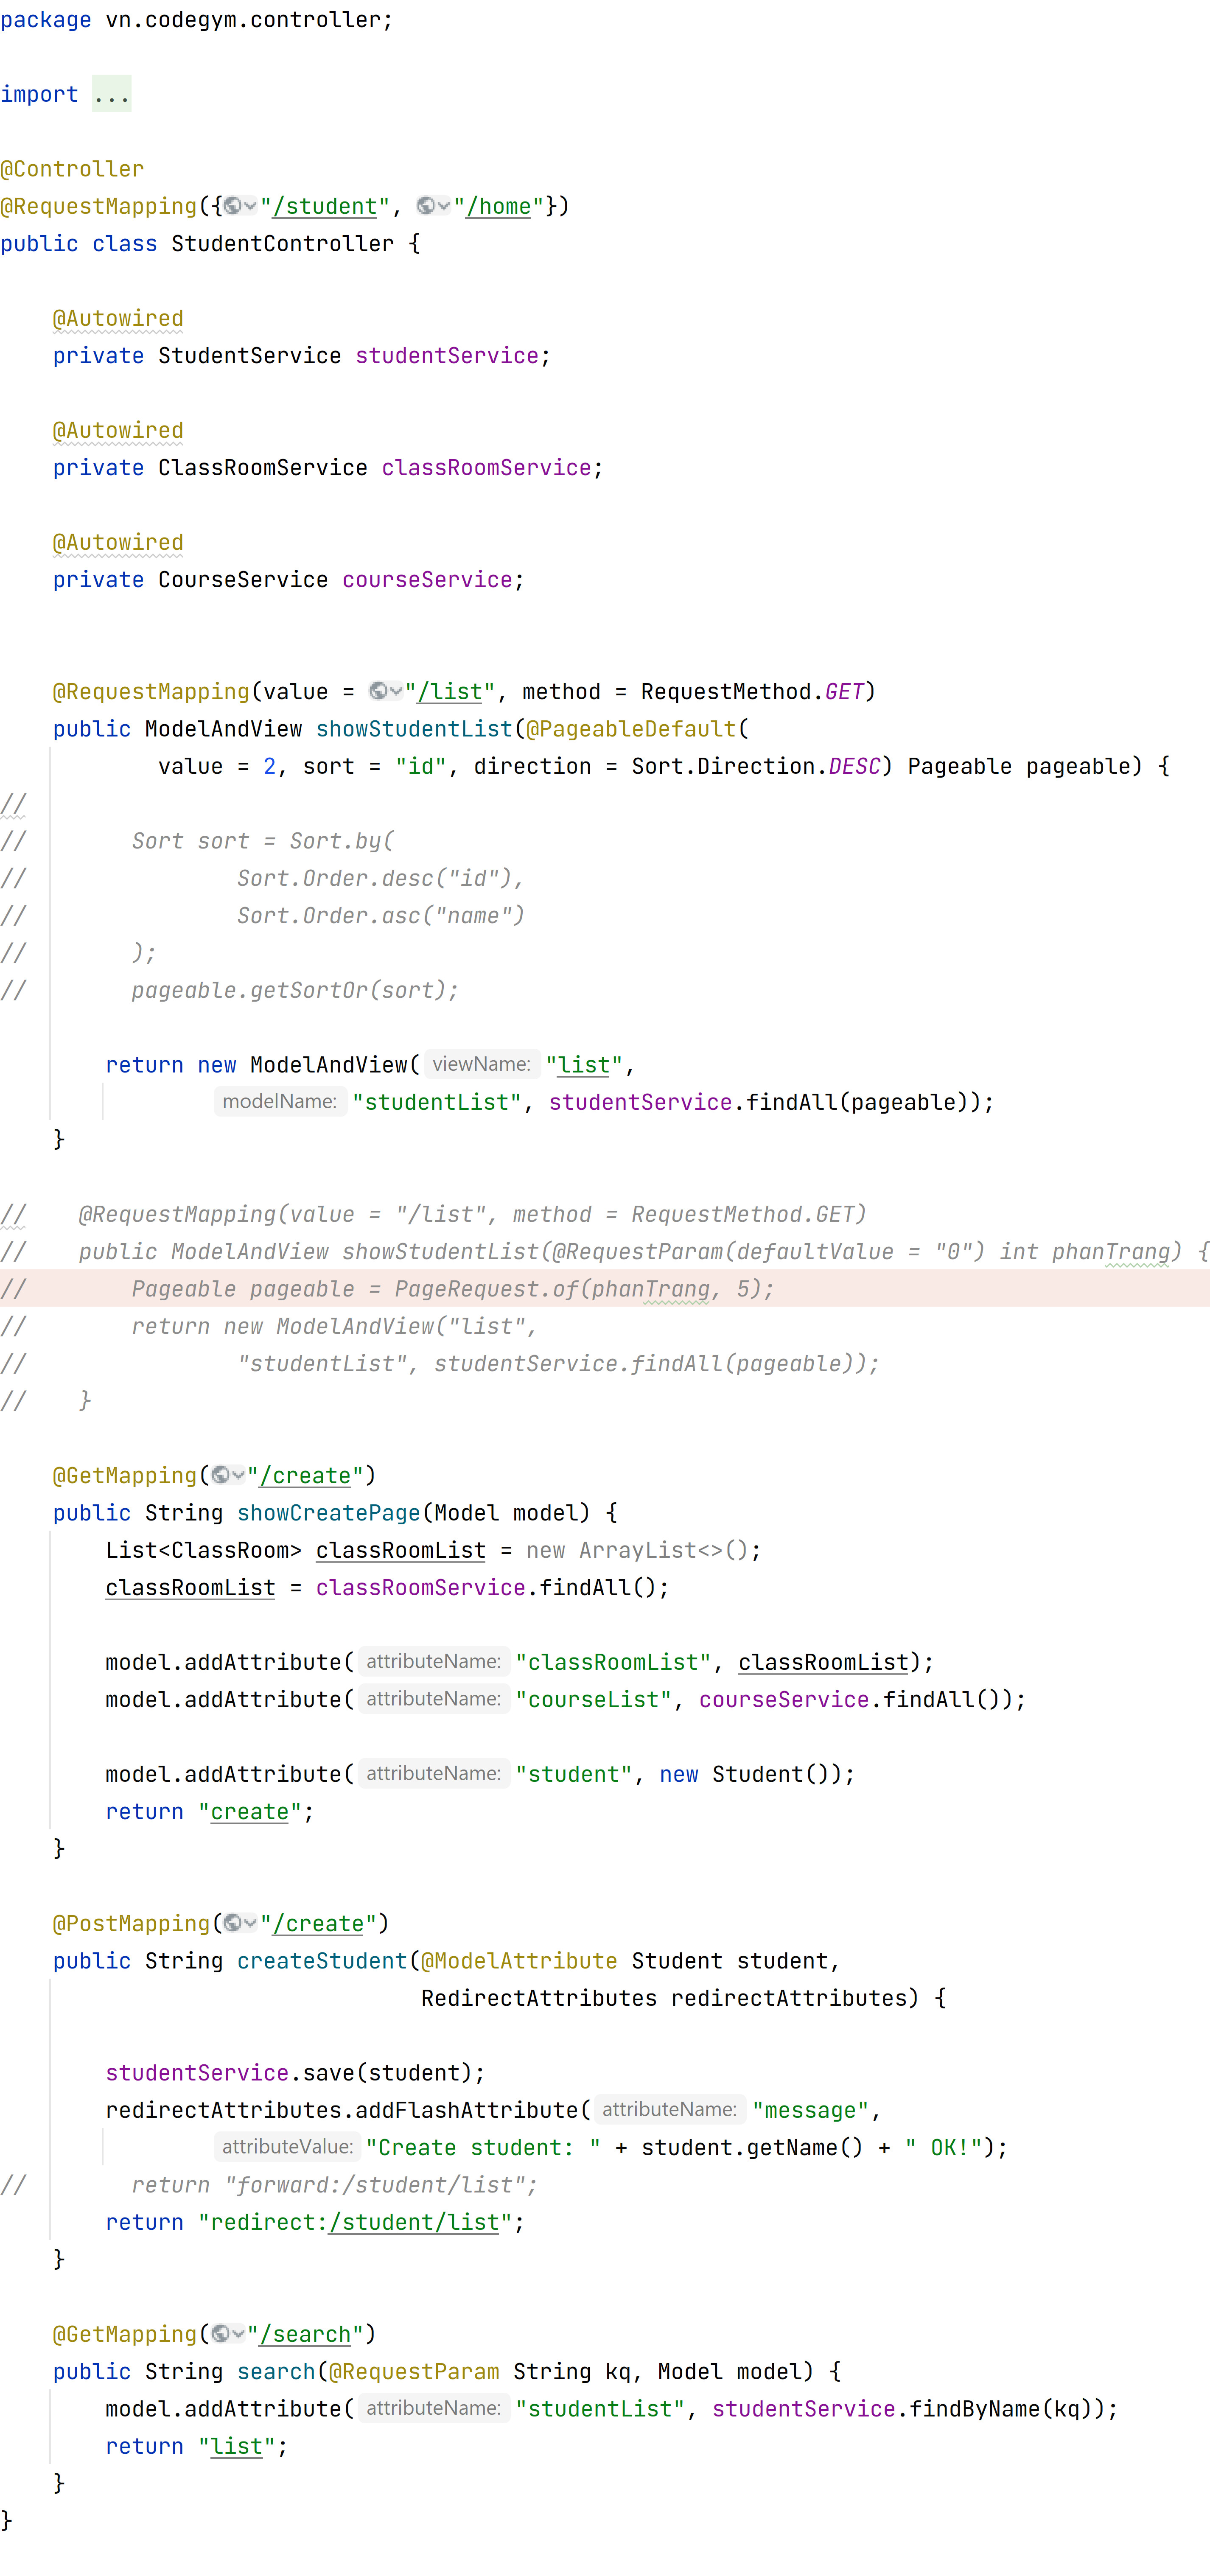 package vn.codegym.controller;
import ...
@Controller
@RequestMapping({"/student", "/home"})
public class StudentController {
@Autowired
private StudentService studentService;
@Autowired
private ClassRoomService classRoomService;
@Autowired
private CourseService courseService;
@RequestMapping(value = "/list", method = RequestMethod.GET)
public ModelAndView showStudentList(@PageableDefault(
value = 2, sort = "id", direction = Sort.Direction.DESC) Pageable pageable) {
//
// Sort sort = Sort.by(
// Sort.Order.desc("id"),
// Sort.Order.asc("name")
// );
// pageable.getSortOr(sort);
return new ModelAndView( viewName: "list",
modelName: "studentList", studentService.findAll(pageable));
}
// @RequestMapping(value = "/list", method = RequestMethod.GET)
// public ModelAndView showStudentList(@RequestParam(defaultValue = "0") int phanTrang) {
// Pageable pageable = PageRequest.of(phanTrang, 5);
// return new ModelAndView("list",
// "studentList", studentService.findAll(pageable));
// }
@GetMapping("/create")
public String showCreatePage(Model model) {
List<ClassRoom> classRoomList = new ArrayList<>();
classRoomList = classRoomService.findAll();
model.addAttribute( attributeName: "classRoomList", classRoomList);
model.addAttribute( attributeName: "courseList", courseService.findAll());
model.addAttribute( attributeName: "student", new Student());
return "create";
}
@PostMapping("/create")
public String createStudent(@ModelAttribute Student student,
RedirectAttributes redirectAttributes) {
studentService.save(student);
redirectAttributes.addFlashAttribute( attributeName: "message",
attributeValue: "Create student: " + student.getName() + " OK!");
// return "forward:/student/list";
return "redirect:/student/list";
}
@GetMapping("/search")
public String search(@RequestParam String kq, Model model) {
model.addAttribute( attributeName: "studentList", studentService.findByName(kq));
return "list";
}
}